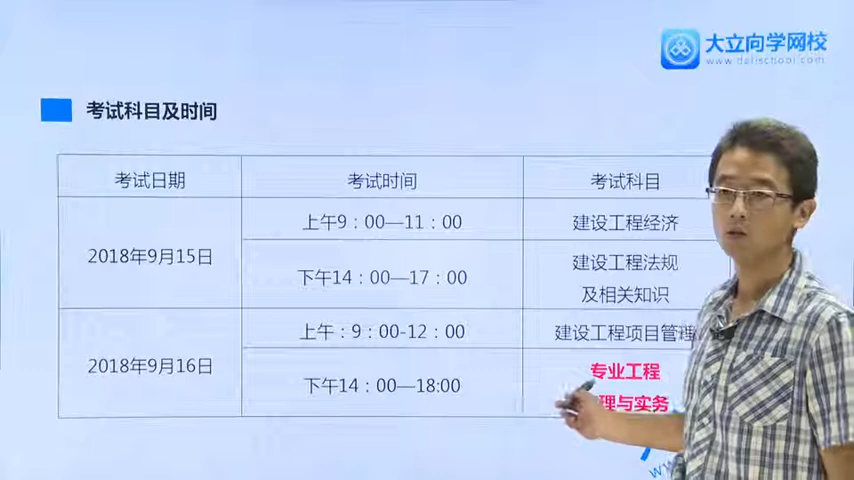 大立向学网校
www.dalischool.com
考试科目及时间
考试日期 考试时间 考试科目
2018年9月15日
上午9：00—11：00 建设工程经济
下午14：00—17：00 建设工程法规
及相关知识
2018年9月16日
上午：9：00-12：00 建设工程项目管理
下午14：00—18:00 专业工程
理与实务